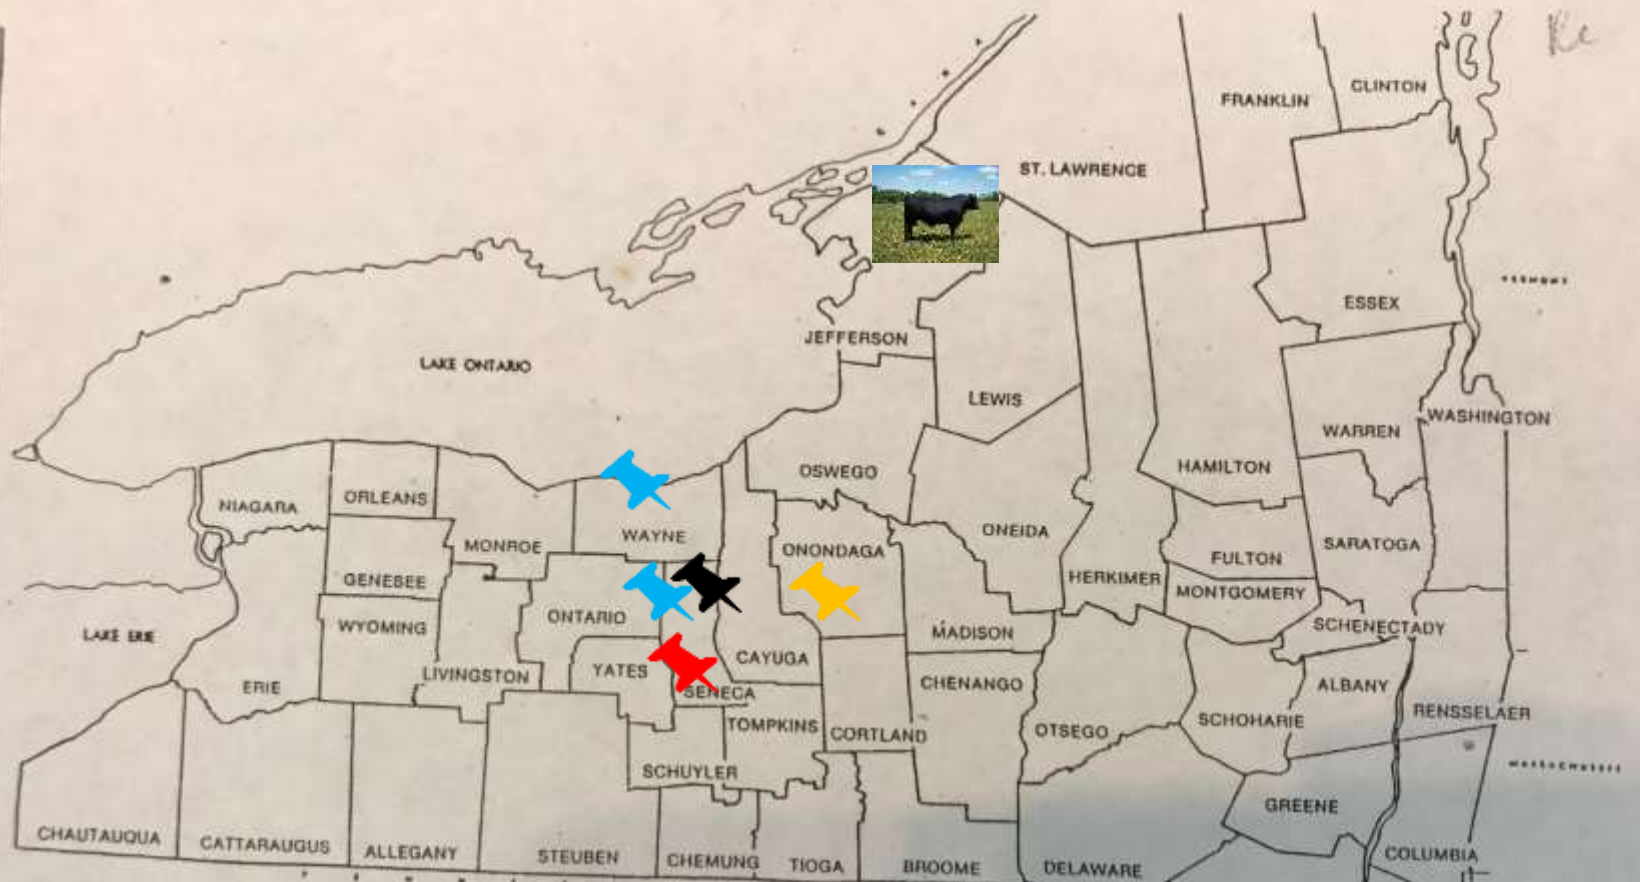 CLINTON
FRANKLIN
ST. LAWRENCE
VERMONT
ESSEX
JEFFERSON
LAKE ONTARIO
LEWIS
WASHINGTON
WARREN
HAMILTON
OSWEGO
ORLEANS
NIAGARA
WAYNE
ONEIDA
MONROE
ONONDAGA
SARATOGA
FULTON
GENESEE
HERKIMER
MONTGOMERY
ONTARIO
WYOMING
SCHENECTADY
LAKE ERIE
MADISON
CAYUGA
YATES
LIVINGSTON
ERIE
SENECA
CHENANGO
ALBANY
RENSSELAER
SCHOHARIE
TOMPKINS
CORTLAND
OTSEGO
SCHUYLER
MASSACHUSETTS
GREENE
CHAUTAUQUA
CATTARAUGUS
ALLEGANY
STEUBEN
CHEMUNG
TIOGA
BROOME
DELAWARE
COLUMBIA